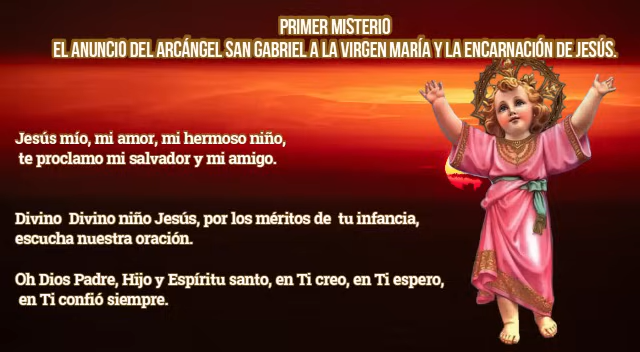 PRIMER MISTERIO
EL ANUNCIO DEL ARCÁNGEL SAN GABRIEL A LA VIRGEN MARÍA Y LA ENCARNACIÓN DE JESÚS.
Jesús mío, mi amor, mi hermoso niño,
te proclamo mi salvador y mi amigo.
Divino Divino niño Jesús, por los méritos de tu infancia,
escucha nuestra oración.
Oh Dios Padre, Hijo y Espíritu santo, en Ti creo, en Ti espero,
en Ti confió siempre.